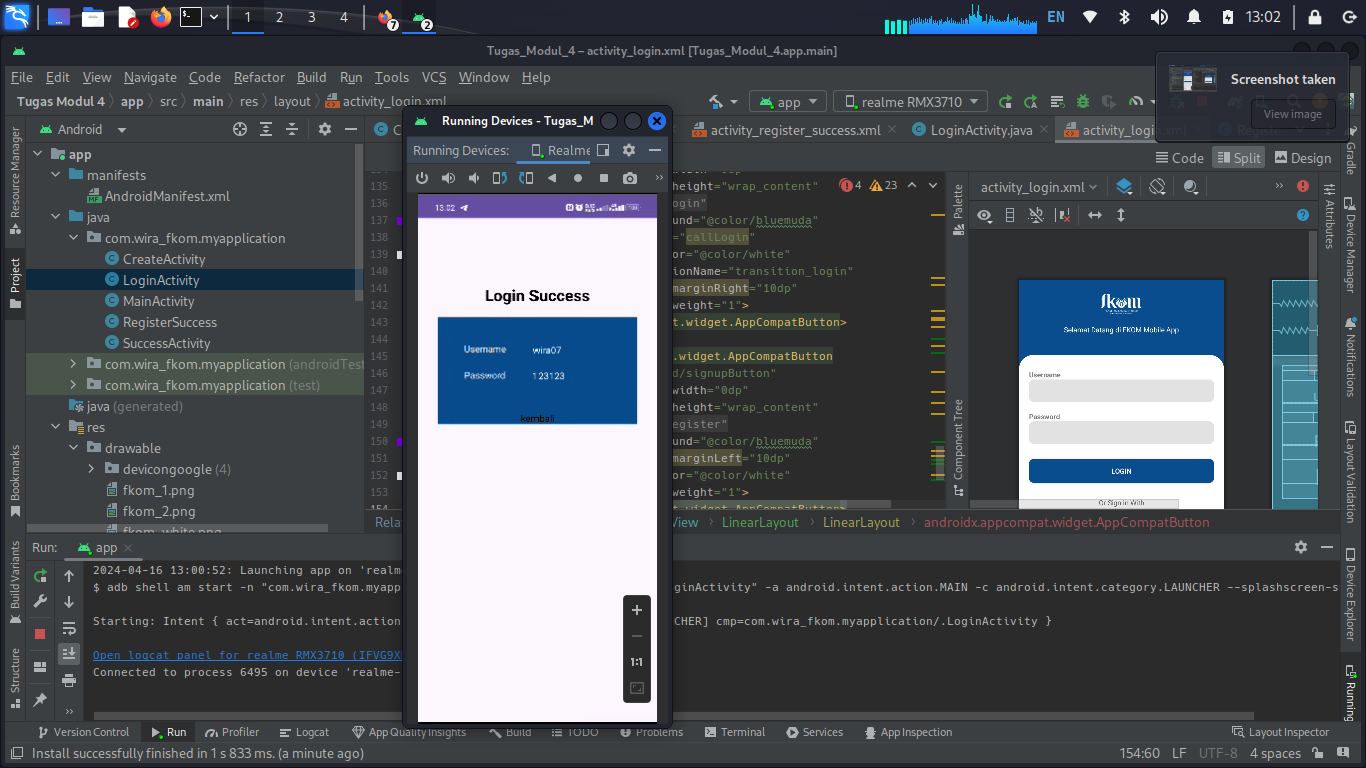 1 2 3 4 7 2 EN 13:02
Tugas_Modul_4 – activity_login.xml [Tugas_Modul_4.app.main]
File Edit View Navigate Code Refactor Build Run Tools VCS Window Help
Screenshot taken
View image
Tugas Modul 4 app src main res layout activity_login.xml
app realme RMX3710
Android
activity_register_success.xml LoginActivity.java activity_login.xml
Code Split Design
Resource Manager
Project
Bookmarks
Build Variants
Structure
app
manifests
AndroidManifest.xml
java
com.wira_fkom.myapplication
CreateActivity
LoginActivity
MainActivity
RegisterSuccess
SuccessActivity
com.wira_fkom.myapplication (androidTest
com.wira_fkom.myapplication (test)
java (generated)
res
drawable
devicongoogle (4)
fkom_1.png
fkom_2.png
fkom_white.png
Running Devices - Tugas_M
Running Devices: Realme
13.02
Login Success
Username wira07
Password 123123
kembali
1:1
4 23
135 height="wrap_content"
136 ogin"
137 und="@color/bluemuda"
138 ="callLogin"
139 or="@color/white"
140 ionName="transition_login"
141 marginRight="10dp"
142 weight="1">
143 t.widget.AppCompatButton>
144
145 .widget.AppCompatButton
146 d/signupButton"
147 width="0dp"
148 height="wrap_content"
149 egister"
150 und="@color/bluemuda"
151 marginLeft="10dp"
152 or="@color/white"
153 weight="1">
154 t.widget.AppCompatButton>
View LinearLayout LinearLayout androidx.appcompat.widget.AppCompatButton
Palette
Component Tree
activity_login.xml
fkom
Selamat Datang di FKOM Mobile App
Username
Password
LOGIN
Or Sign in With
Attributes
Gradle
Device Manager
Notifications
Layout Validation
Device Explorer
Running
Run: app
2024-04-16 13:00:52: Launching app on 'realm
$ adb shell am start -n "com.wira_fkom.myapp
ginActivity" -a android.intent.action.MAIN -c android.intent.category.LAUNCHER --splashscreen-s
Starting: Intent { act=android.intent.action
CHER] cmp=com.wira_fkom.myapplication/.LoginActivity }
Open logcat panel for realme RMX3710 (IFVG9X
Connected to process 6495 on device 'realme-
Version Control Run Profiler Logcat App Quality Insights Build TODO Problems Terminal Services App Inspection Layout Inspector
Install successfully finished in 1 s 833 ms. (a minute ago)
154:60 LF UTF-8 4 spaces